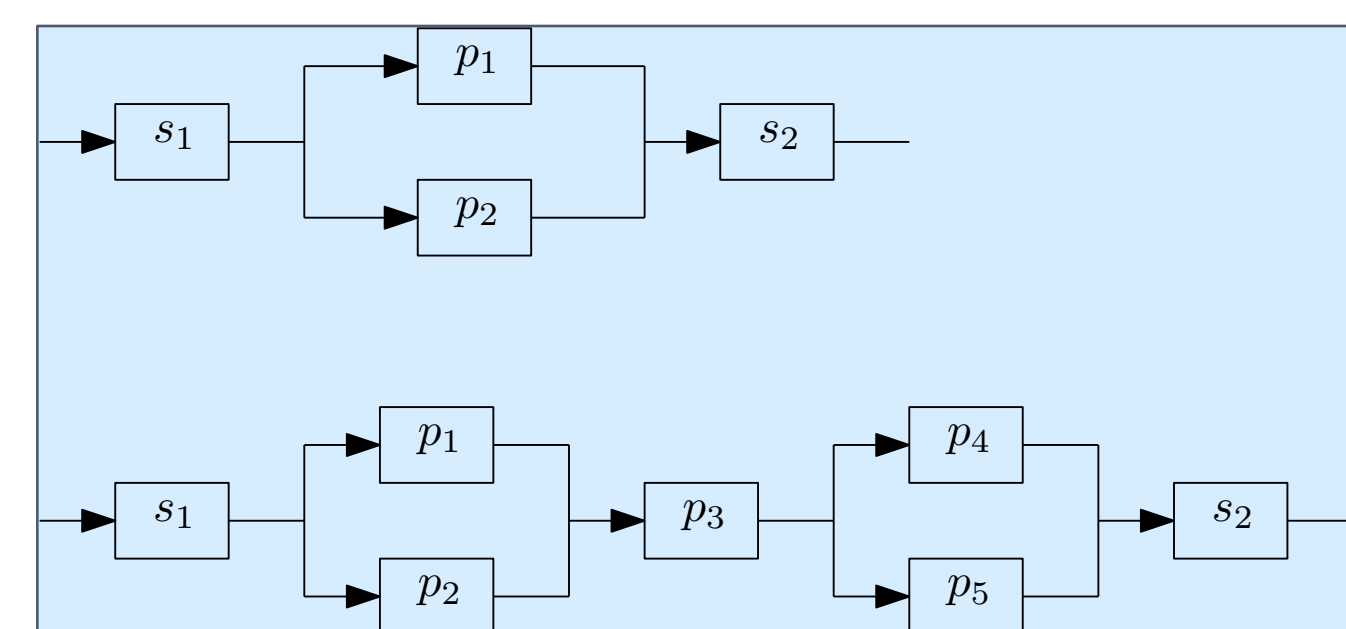 p₁
s₁ s₂
p₂
p₁ p₄
s₁ p₃ s₂
p₂ p₅